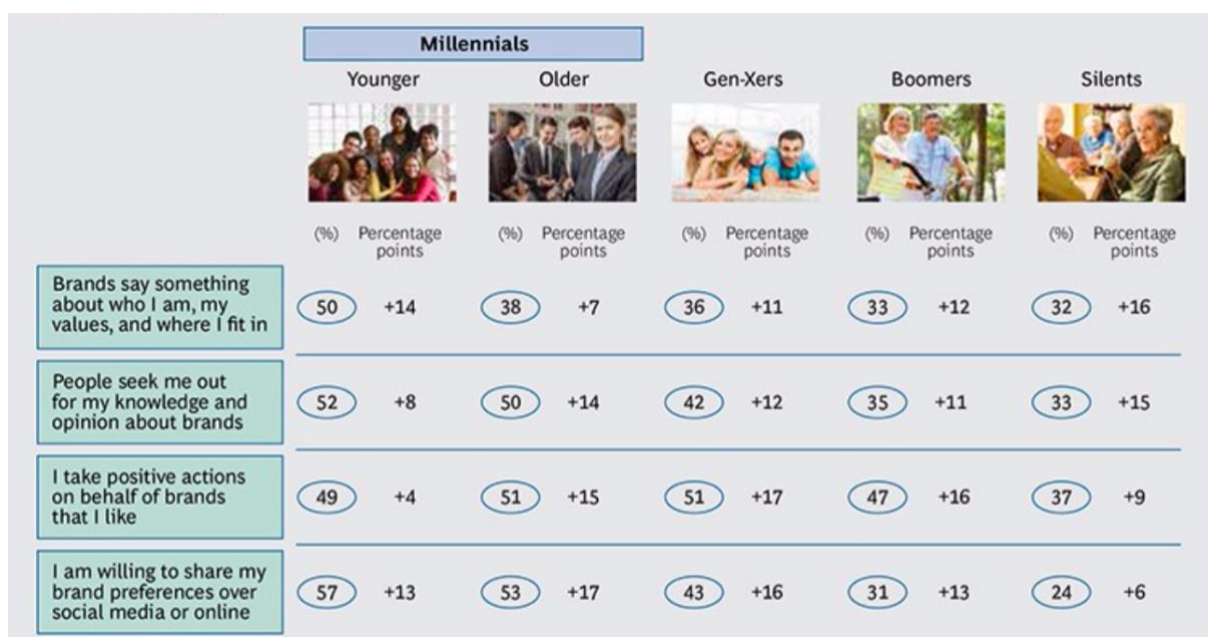 Millennials
Younger Older Gen-Xers Boomers Silents
(%) Percentage points (%) Percentage points (%) Percentage points (%) Percentage points (%) Percentage points
Brands say something
about who I am, my
values, and where I fit in
50 +14 38 +7 36 +11 33 +12 32 +16
People seek me out
for my knowledge and
opinion about brands
52 +8 50 +14 42 +12 35 +11 33 +15
I take positive actions
on behalf of brands
that I like
49 +4 51 +15 51 +17 47 +16 37 +9
I am willing to share my
brand preferences over
social media or online
57 +13 53 +17 43 +16 31 +13 24 +6